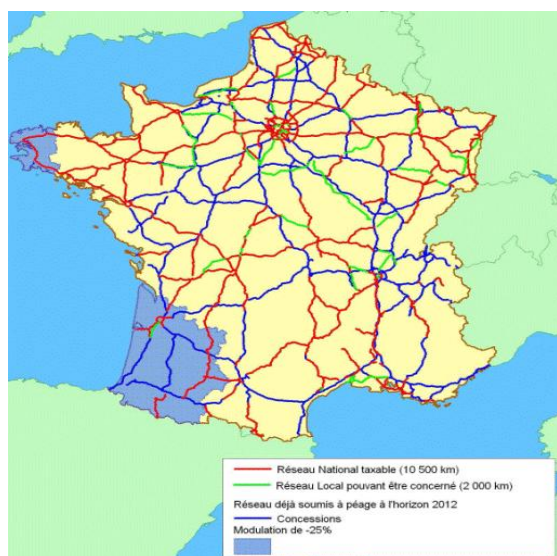 Réseau National taxable (10 500 km)
Réseau Local pouvant être concerné (2 000 km)
Réseau déjà soumis à péage à l'horizon 2012
Concessions
Modulation de -25%